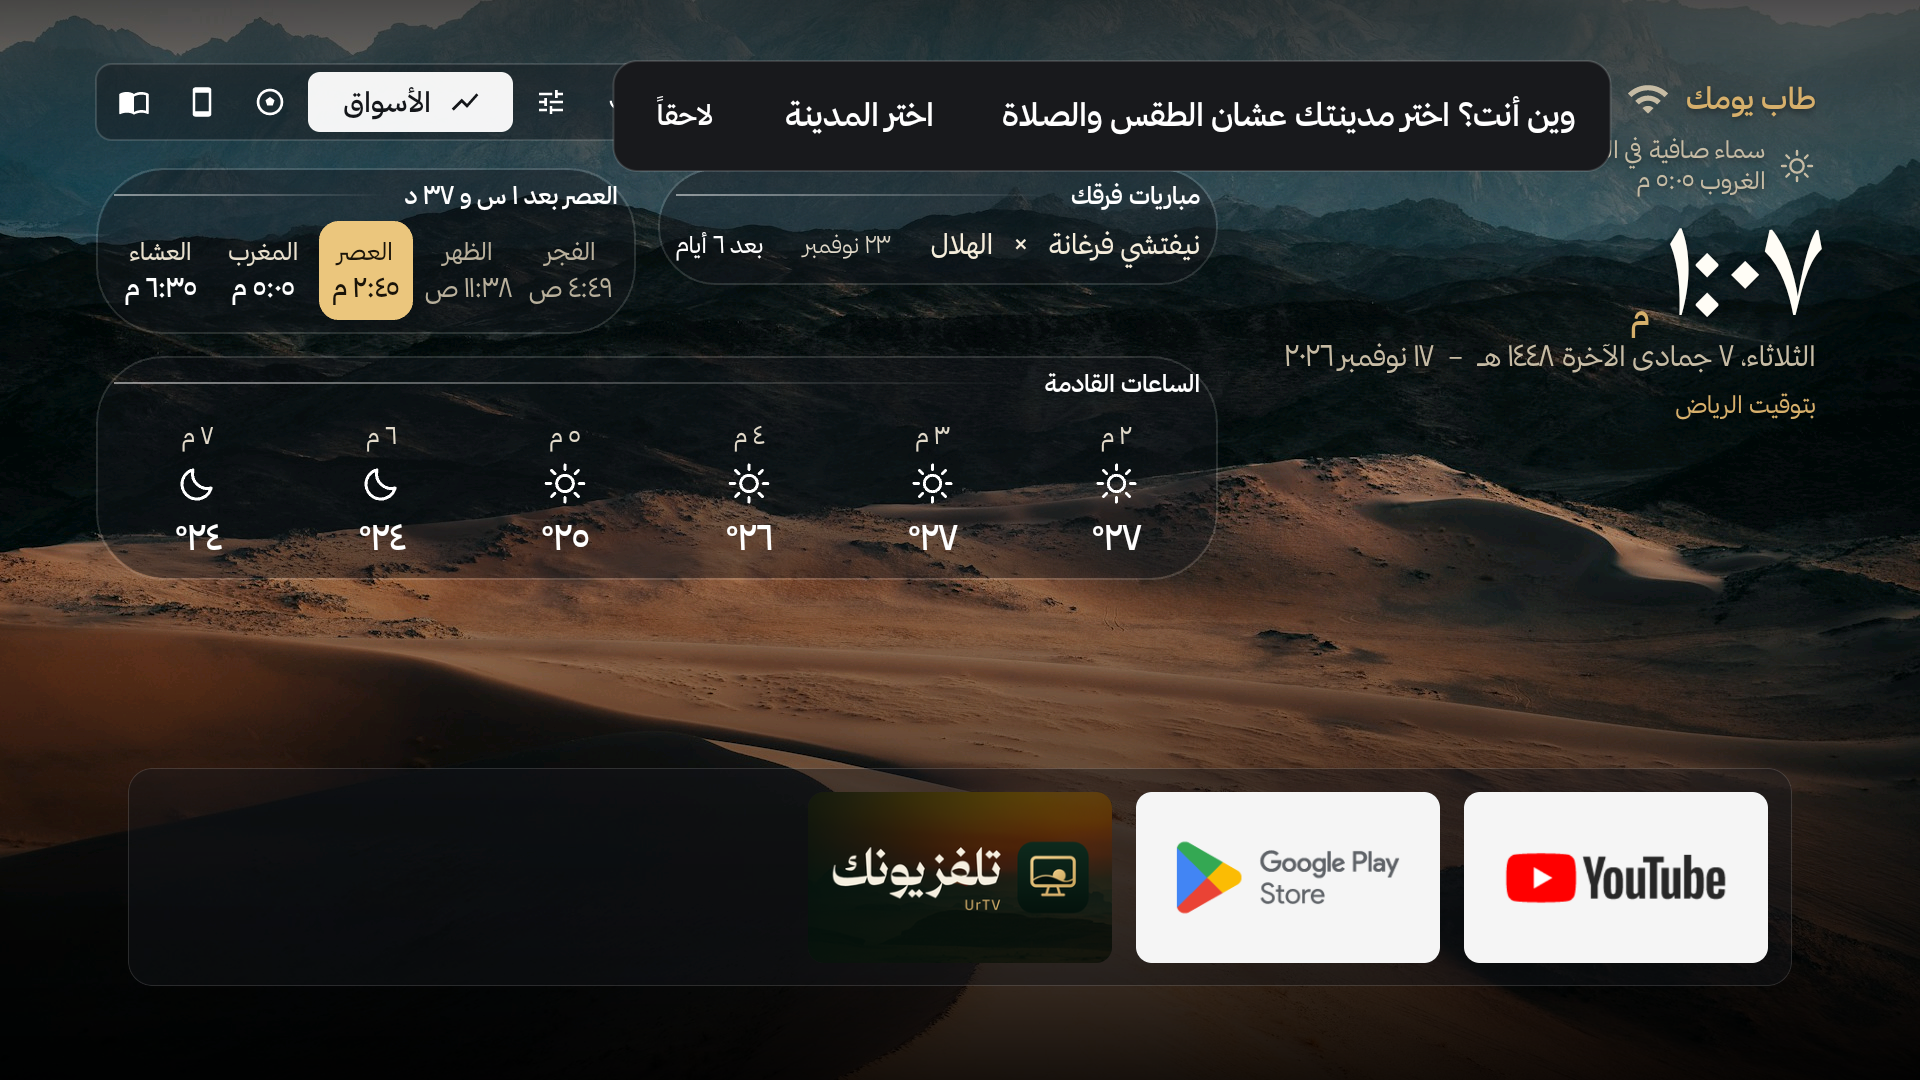 طاب يومك
سماء صافية في ال
الغروب ٥:٠٥ م
١:٠٧ م
الثلاثاء، ٧ جمادى الآخرة ١٤٤٨ هـ – ١٧ نوفمبر ٢٠٢٦
بتوقيت الرياض
وين أنت؟ اختر مدينتك عشان الطقس والصلاة
اختر المدينة
لاحقاً
الأسواق
مباريات فرقك
نيفتشي فرغانة × الهلال ٢٣ نوفمبر بعد ٦ أيام
العصر بعد ١ س و ٣٧ د
الفجر الظهر العصر المغرب العشاء
٤:٤٩ ص ١١:٣٨ ص ٢:٤٥ م ٥:٠٥ م ٦:٣٥ م
الساعات القادمة
٢ م ٣ م ٤ م ٥ م ٦ م ٧ م
٢٧° ٢٧° ٢٦° ٢٥° ٢٤° ٢٤°
YouTube
Google Play
Store
تلفزيونك
UrTV